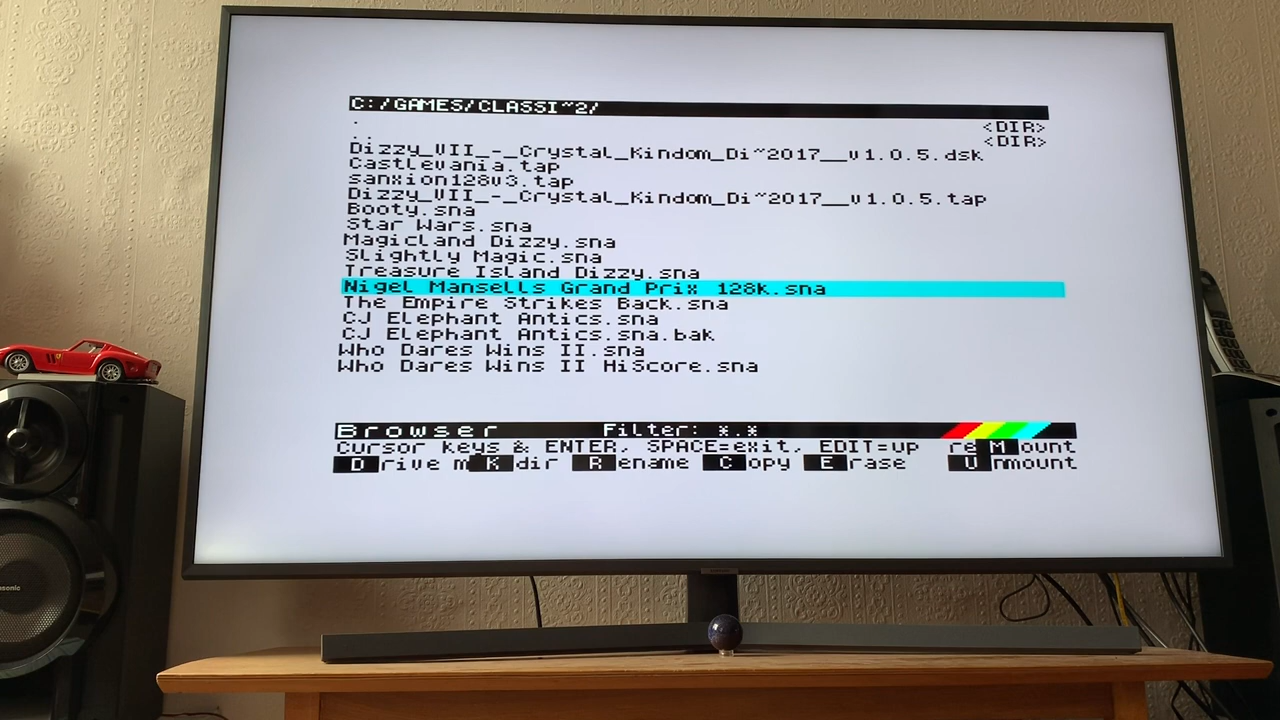 C:/GAMES/CLASSI~2/
. <DIR>
.. <DIR>
Dizzy_VII_-_Crystal_Kindom_Di~2017__v1.0.5.dsk
Castlevania.tap
sanxion128v3.tap
Dizzy_VII_-_Crystal_Kindom_Di~2017__v1.0.5.tap
Booty.sna
Star Wars.sna
Magicland Dizzy.sna
Slightly Magic.sna
Treasure Island Dizzy.sna
Nigel Mansells Grand Prix 128k.sna
The Empire Strikes Back.sna
CJ Elephant Antics.sna
CJ Elephant Antics.sna.bak
Who Dares Wins II.sna
Who Dares Wins II HiScore.sna
Browser Filter: *.*
Cursor keys & ENTER, SPACE=exit, EDIT=up reMount
Drive mKdir Rename Copy Erase Unmount